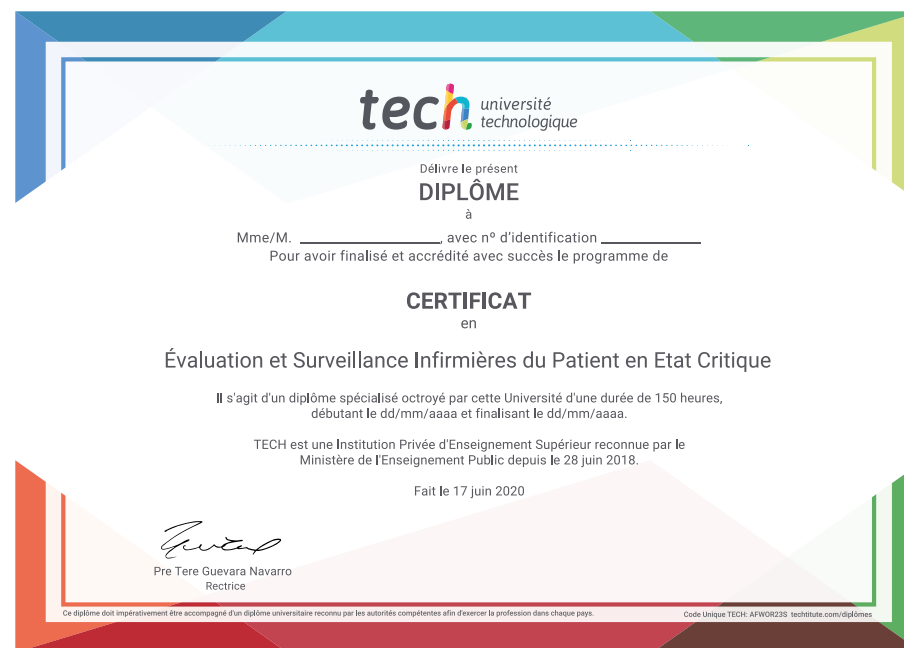 tech université
technologique
Délivre le présent
DIPLÔME
à
Mme/M. ____________________, avec nº d'identification ______________
Pour avoir finalisé et accrédité avec succès le programme de
CERTIFICAT
en
Évaluation et Surveillance Infirmières du Patient en Etat Critique
Il s'agit d'un diplôme spécialisé octroyé par cette Université d'une durée de 150 heures,
débutant le dd/mm/aaaa et finalisant le dd/mm/aaaa.
TECH est une Institution Privée d'Enseignement Supérieur reconnue par le
Ministère de l'Enseignement Public depuis le 28 juin 2018.
Fait le 17 juin 2020
Pre Tere Guevara Navarro
Rectrice
Ce diplôme doit impérativement être accompagné d'un diplôme universitaire reconnu par les autorités compétentes afin d'exercer la profession dans chaque pays.
Code Unique TECH: AFWOR23S techtitute.com/diplômes